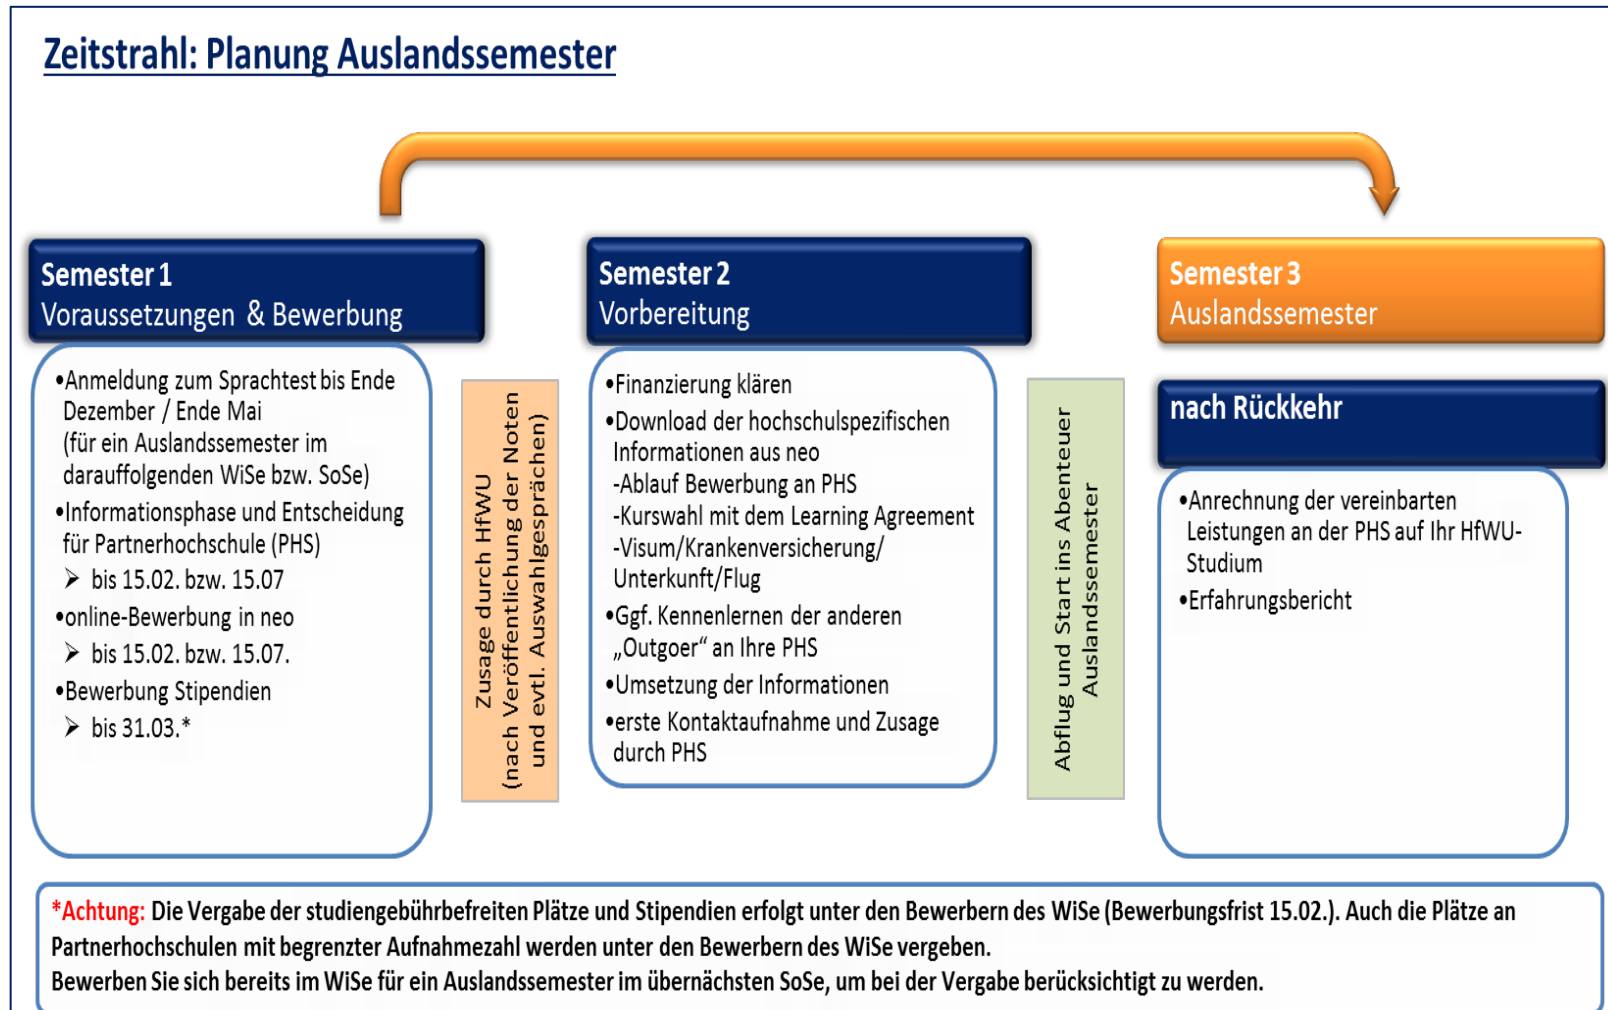 Zeitstrahl: Planung Auslandssemester
Semester 1
Voraussetzungen & Bewerbung
•Anmeldung zum Sprachtest bis Ende
Dezember / Ende Mai
(für ein Auslandssemester im
darauffolgenden WiSe bzw. SoSe)
•Informationsphase und Entscheidung
für Partnerhochschule (PHS)
➢ bis 15.02. bzw. 15.07
•online-Bewerbung in neo
➢ bis 15.02. bzw. 15.07.
•Bewerbung Stipendien
➢ bis 31.03.*
Zusage durch HfWU
(nach Veröffentlichung der Noten
und evtl. Auswahlgesprächen)
Semester 2
Vorbereitung
•Finanzierung klären
•Download der hochschulspezifischen
Informationen aus neo
-Ablauf Bewerbung an PHS
-Kurswahl mit dem Learning Agreement
-Visum/Krankenversicherung/
Unterkunft/Flug
•Ggf. Kennenlernen der anderen
„Outgoer“ an Ihre PHS
•Umsetzung der Informationen
•erste Kontaktaufnahme und Zusage
durch PHS
Abflug und Start ins Abenteuer
Auslandssemester
Semester 3
Auslandssemester
nach Rückkehr
•Anrechnung der vereinbarten
Leistungen an der PHS auf Ihr HfWU-
Studium
•Erfahrungsbericht
*Achtung: Die Vergabe der studiengebührbefreiten Plätze und Stipendien erfolgt unter den Bewerbern des WiSe (Bewerbungsfrist 15.02.). Auch die Plätze an
Partnerhochschulen mit begrenzter Aufnahmezahl werden unter den Bewerbern des WiSe vergeben.
Bewerben Sie sich bereits im WiSe für ein Auslandssemester im übernächsten SoSe, um bei der Vergabe berücksichtigt zu werden.